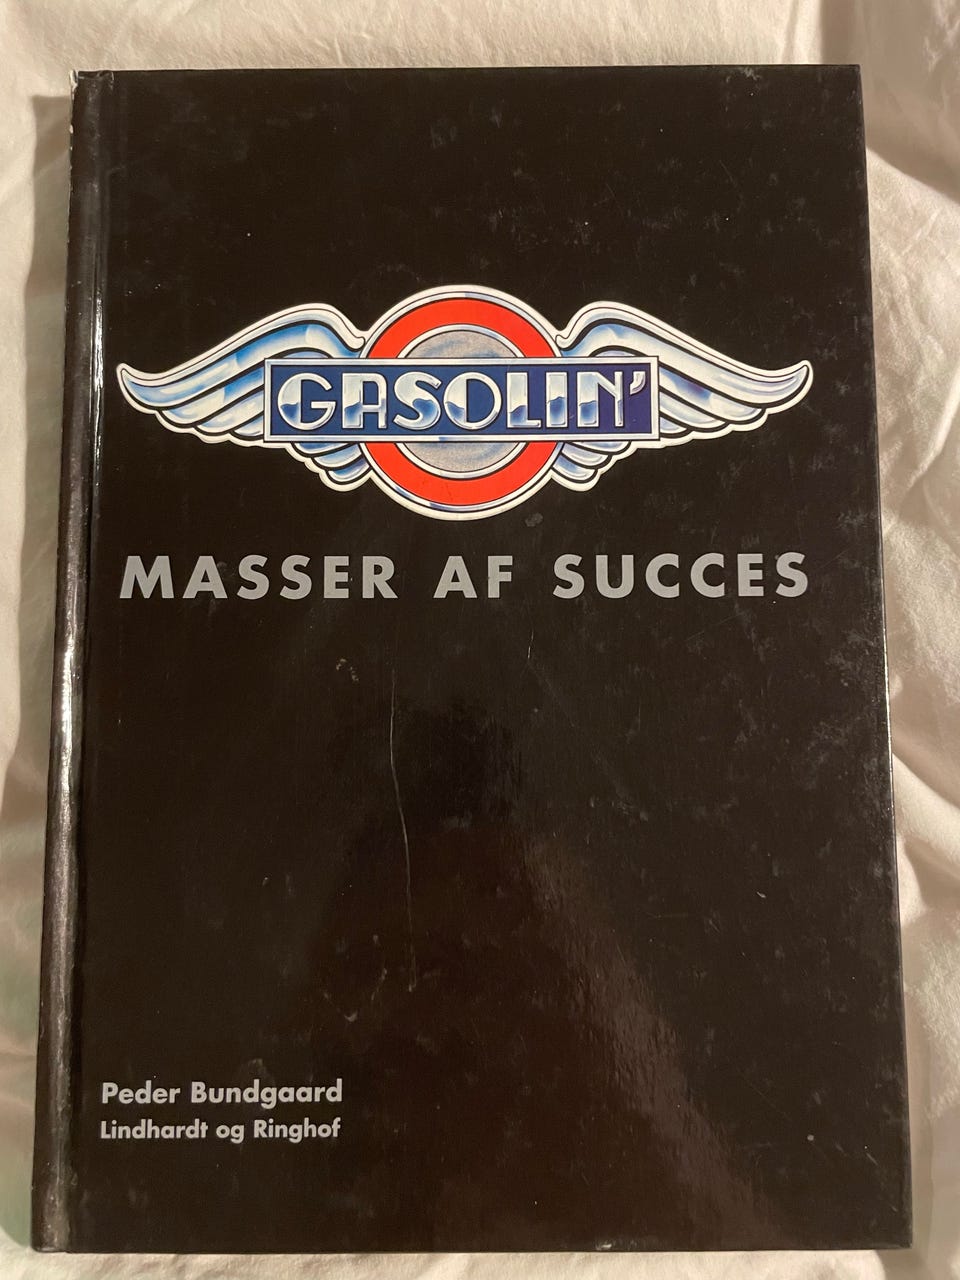 GASOLIN'
MASSER AF SUCCES
Peder Bundgaard
Lindhardt og Ringhof